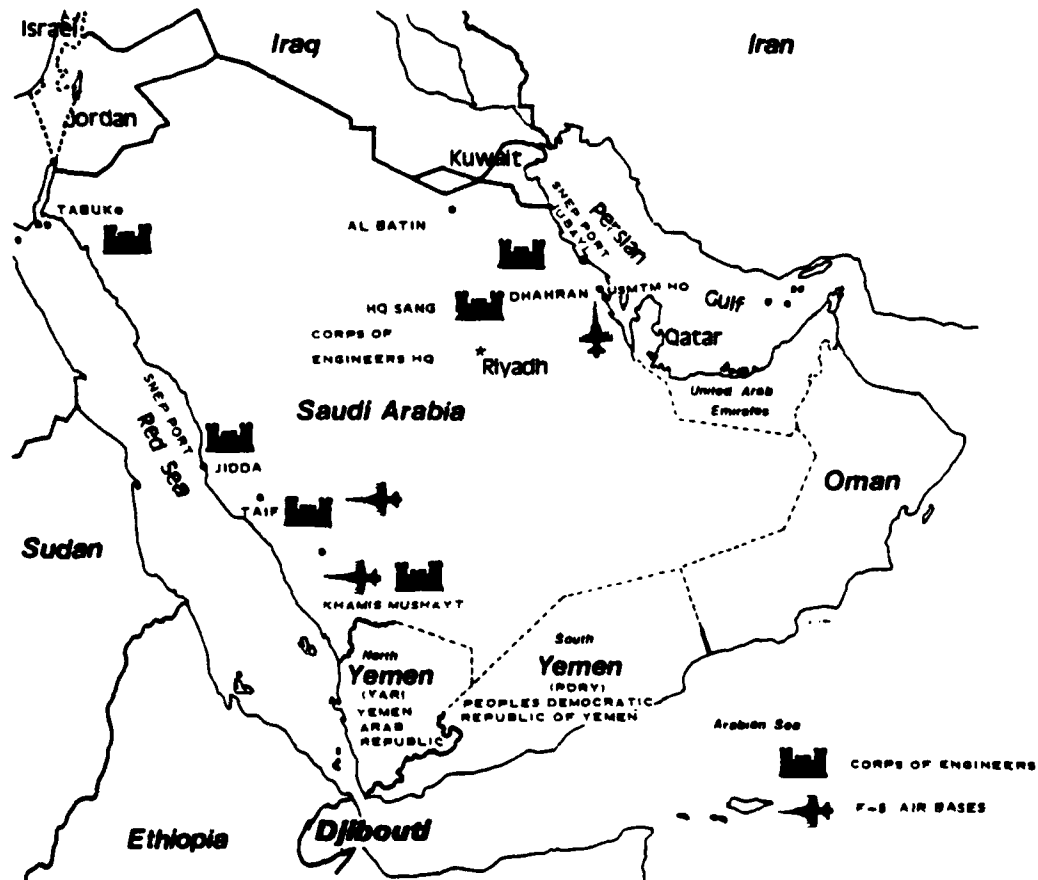 Israel
Iraq
Iran
Jordan
Kuwait
TABUK
AL BATIN
SNEP PORT
JUBAYL
Persian
Gulf
DHAHRAN
USMTM HQ
HQ SANG
CORPS OF
ENGINEERS HQ
Riyadh
Qatar
United Arab
Emirates
Saudi Arabia
SNEP PORT
Red Sea
JIDDA
Oman
TAIF
Sudan
KHAMIS MUSHAYT
North
Yemen
(YAR)
YEMEN
ARAB
REPUBLIC
South
Yemen
(PDRY)
PEOPLES DEMOCRATIC
REPUBLIC OF YEMEN
Arabian Sea
CORPS OF ENGINEERS
F-5 AIR BASES
Ethiopia
Djibouti